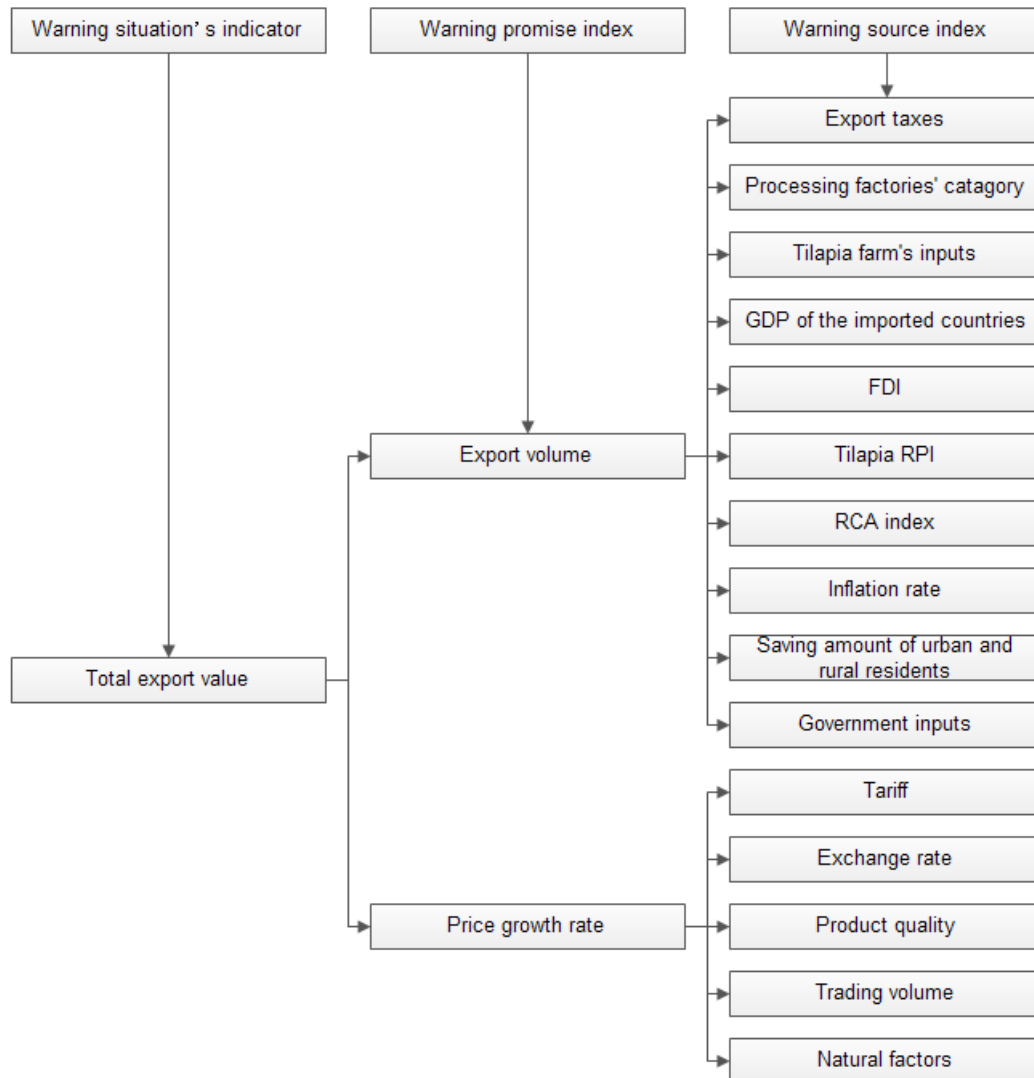 Warning situation’s indicator
Warning promise index
Warning source index
Export taxes
Processing factories' catagory
Tilapia farm's inputs
GDP of the imported countries
FDI
Export volume
Tilapia RPI
RCA index
Inflation rate
Saving amount of urban and
rural residents
Total export value
Government inputs
Tariff
Exchange rate
Price growth rate
Product quality
Trading volume
Natural factors